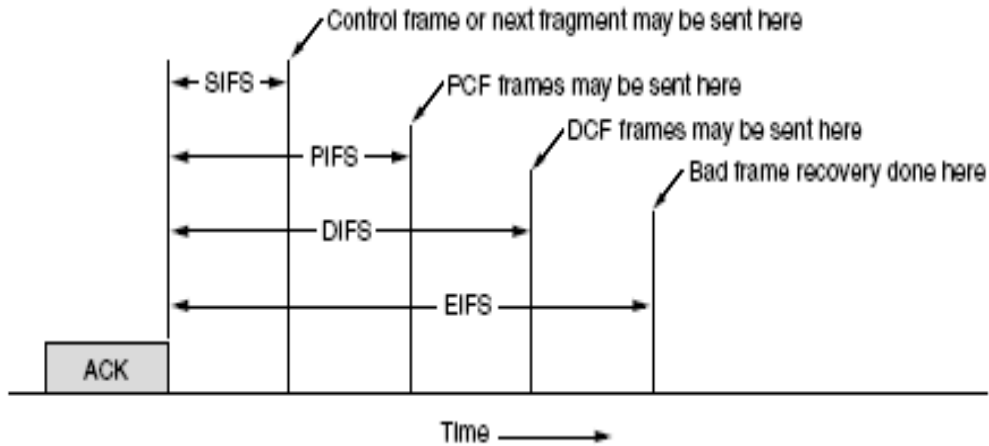 Control frame or next fragment may be sent here
SIFS
PCF frames may be sent here
PIFS
DCF frames may be sent here
DIFS
Bad frame recovery done here
EIFS
ACK
Time